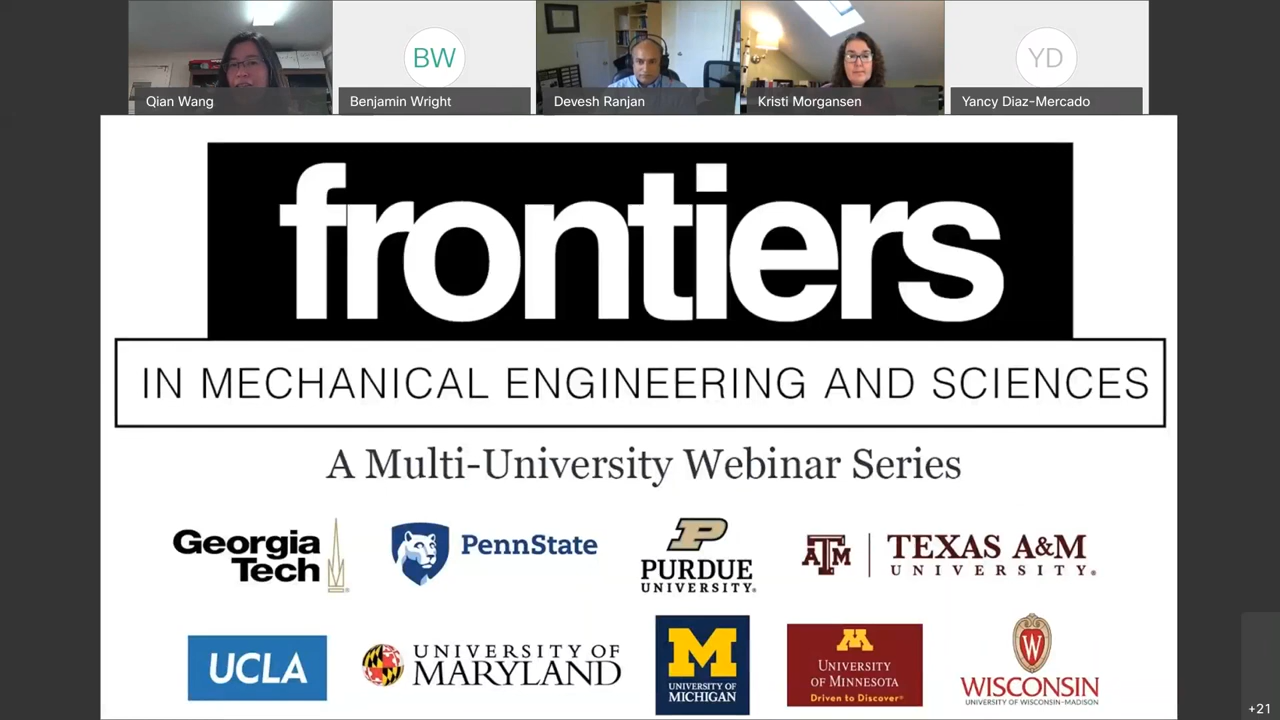 BW
YD
Qian Wang
Benjamin Wright
Devesh Ranjan
Kristi Morgansen
Yancy Diaz-Mercado
frontiers
IN MECHANICAL ENGINEERING AND SCIENCES
A Multi-University Webinar Series
Georgia
Tech
PennState
P
PURDUE
UNIVERSITY®
ATM
TEXAS A&M
UNIVERSITY®
UCLA
UNIVERSITY OF
MARYLAND
M
UNIVERSITY OF
MICHIGAN
M
UNIVERSITY
OF MINNESOTA
Driven to Discover®
W
WISCONSIN
UNIVERSITY OF WISCONSIN-MADISON
+21